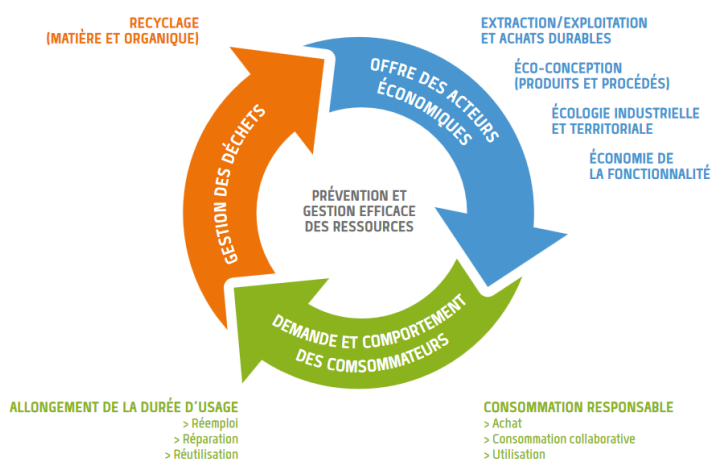 RECYCLAGE
(MATIÈRE ET ORGANIQUE)
EXTRACTION/EXPLOITATION
ET ACHATS DURABLES
ÉCO-CONCEPTION
(PRODUITS ET PROCÉDÉS)
ÉCOLOGIE INDUSTRIELLE
ET TERRITORIALE
ÉCONOMIE DE
LA FONCTIONNALITÉ
OFFRE DES ACTEURS
ÉCONOMIQUES
GESTION DES DÉCHETS
PRÉVENTION ET
GESTION EFFICACE
DES RESSOURCES
DEMANDE ET COMPORTEMENT
DES COMSOMMATEURS
ALLONGEMENT DE LA DURÉE D'USAGE
> Réemploi
> Réparation
> Réutilisation
CONSOMMATION RESPONSABLE
> Achat
> Consommation collaborative
> Utilisation